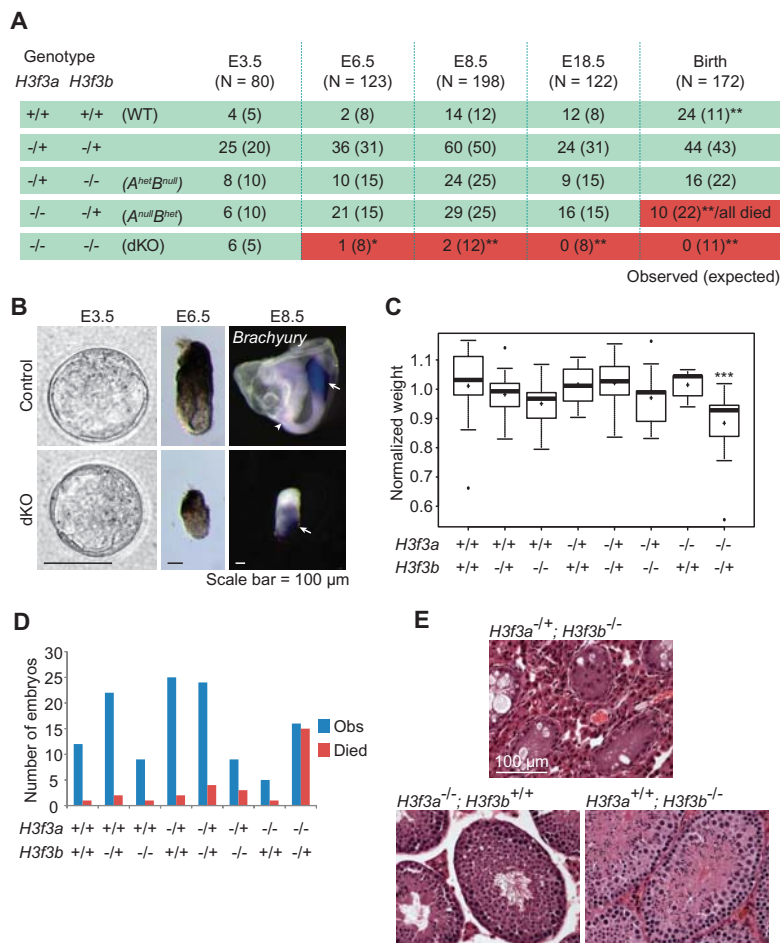 A
Genotype
H3f3a H3f3b
E3.5 (N = 80)
E6.5 (N = 123)
E8.5 (N = 198)
E18.5 (N = 122)
Birth (N = 172)
+/+ +/+ (WT) 4 (5) 2 (8) 14 (12) 12 (8) 24 (11)**
-/+ -/+ 25 (20) 36 (31) 60 (50) 24 (31) 44 (43)
-/+ -/- (A^het B^null) 8 (10) 10 (15) 24 (25) 9 (15) 16 (22)
-/- -/+ (A^null B^het) 6 (10) 21 (15) 29 (25) 16 (15) 10 (22)**/all died
-/- -/- (dKO) 6 (5) 1 (8)* 2 (12)** 0 (8)** 0 (11)**
Observed (expected)
B
E3.5 E6.5 E8.5
Brachyury
Control
dKO
Scale bar = 100 µm
C
Normalized weight
1.1
1.0
0.9
0.8
0.7
0.6
***
H3f3a +/+ +/+ +/+ -/+ -/+ -/+ -/- -/-
H3f3b +/+ -/+ -/- +/+ -/+ -/- +/+ -/+
D
Number of embryos
30
25
20
15
10
5
0
Obs
Died
H3f3a +/+ +/+ +/+ -/+ -/+ -/+ -/- -/-
H3f3b +/+ -/+ -/- +/+ -/+ -/- +/+ -/+
E
H3f3a-/+; H3f3b-/-
100 µm
H3f3a-/-; H3f3b+/+
H3f3a+/+; H3f3b-/-